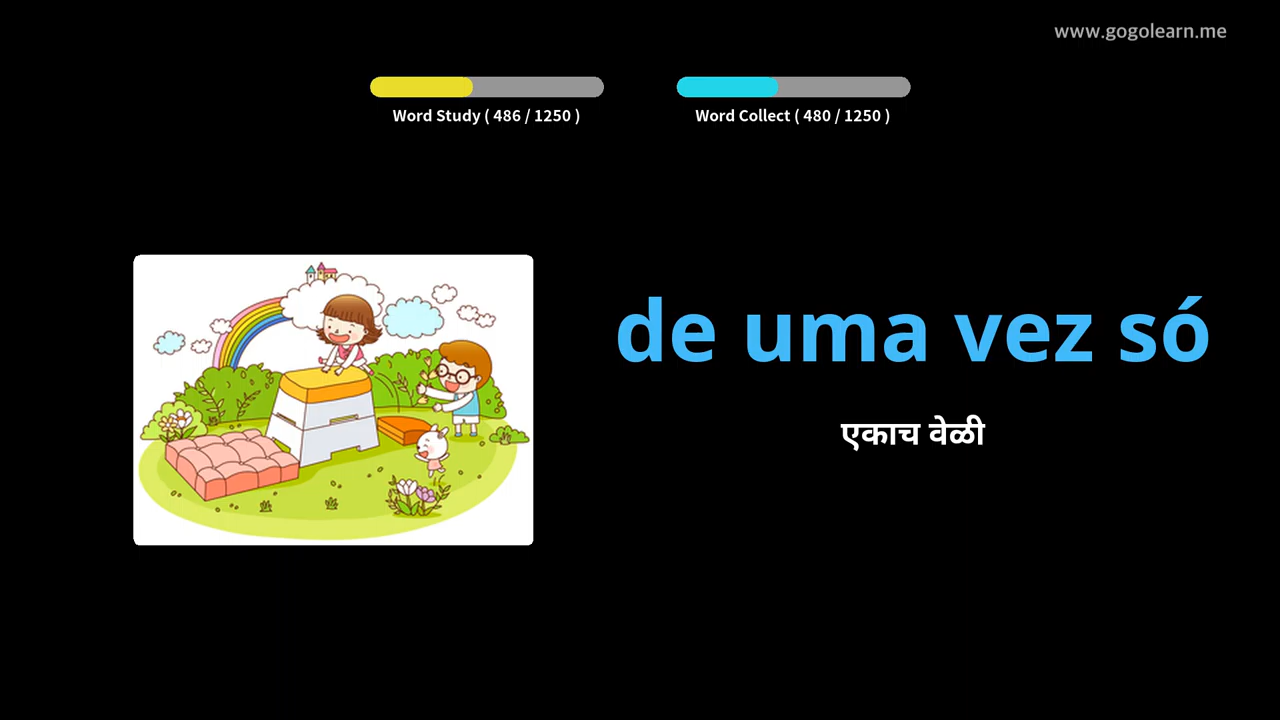 www.gogolearn.me
Word Study ( 486 / 1250 )
Word Collect ( 480 / 1250 )
de uma vez só
एकाच वेळी